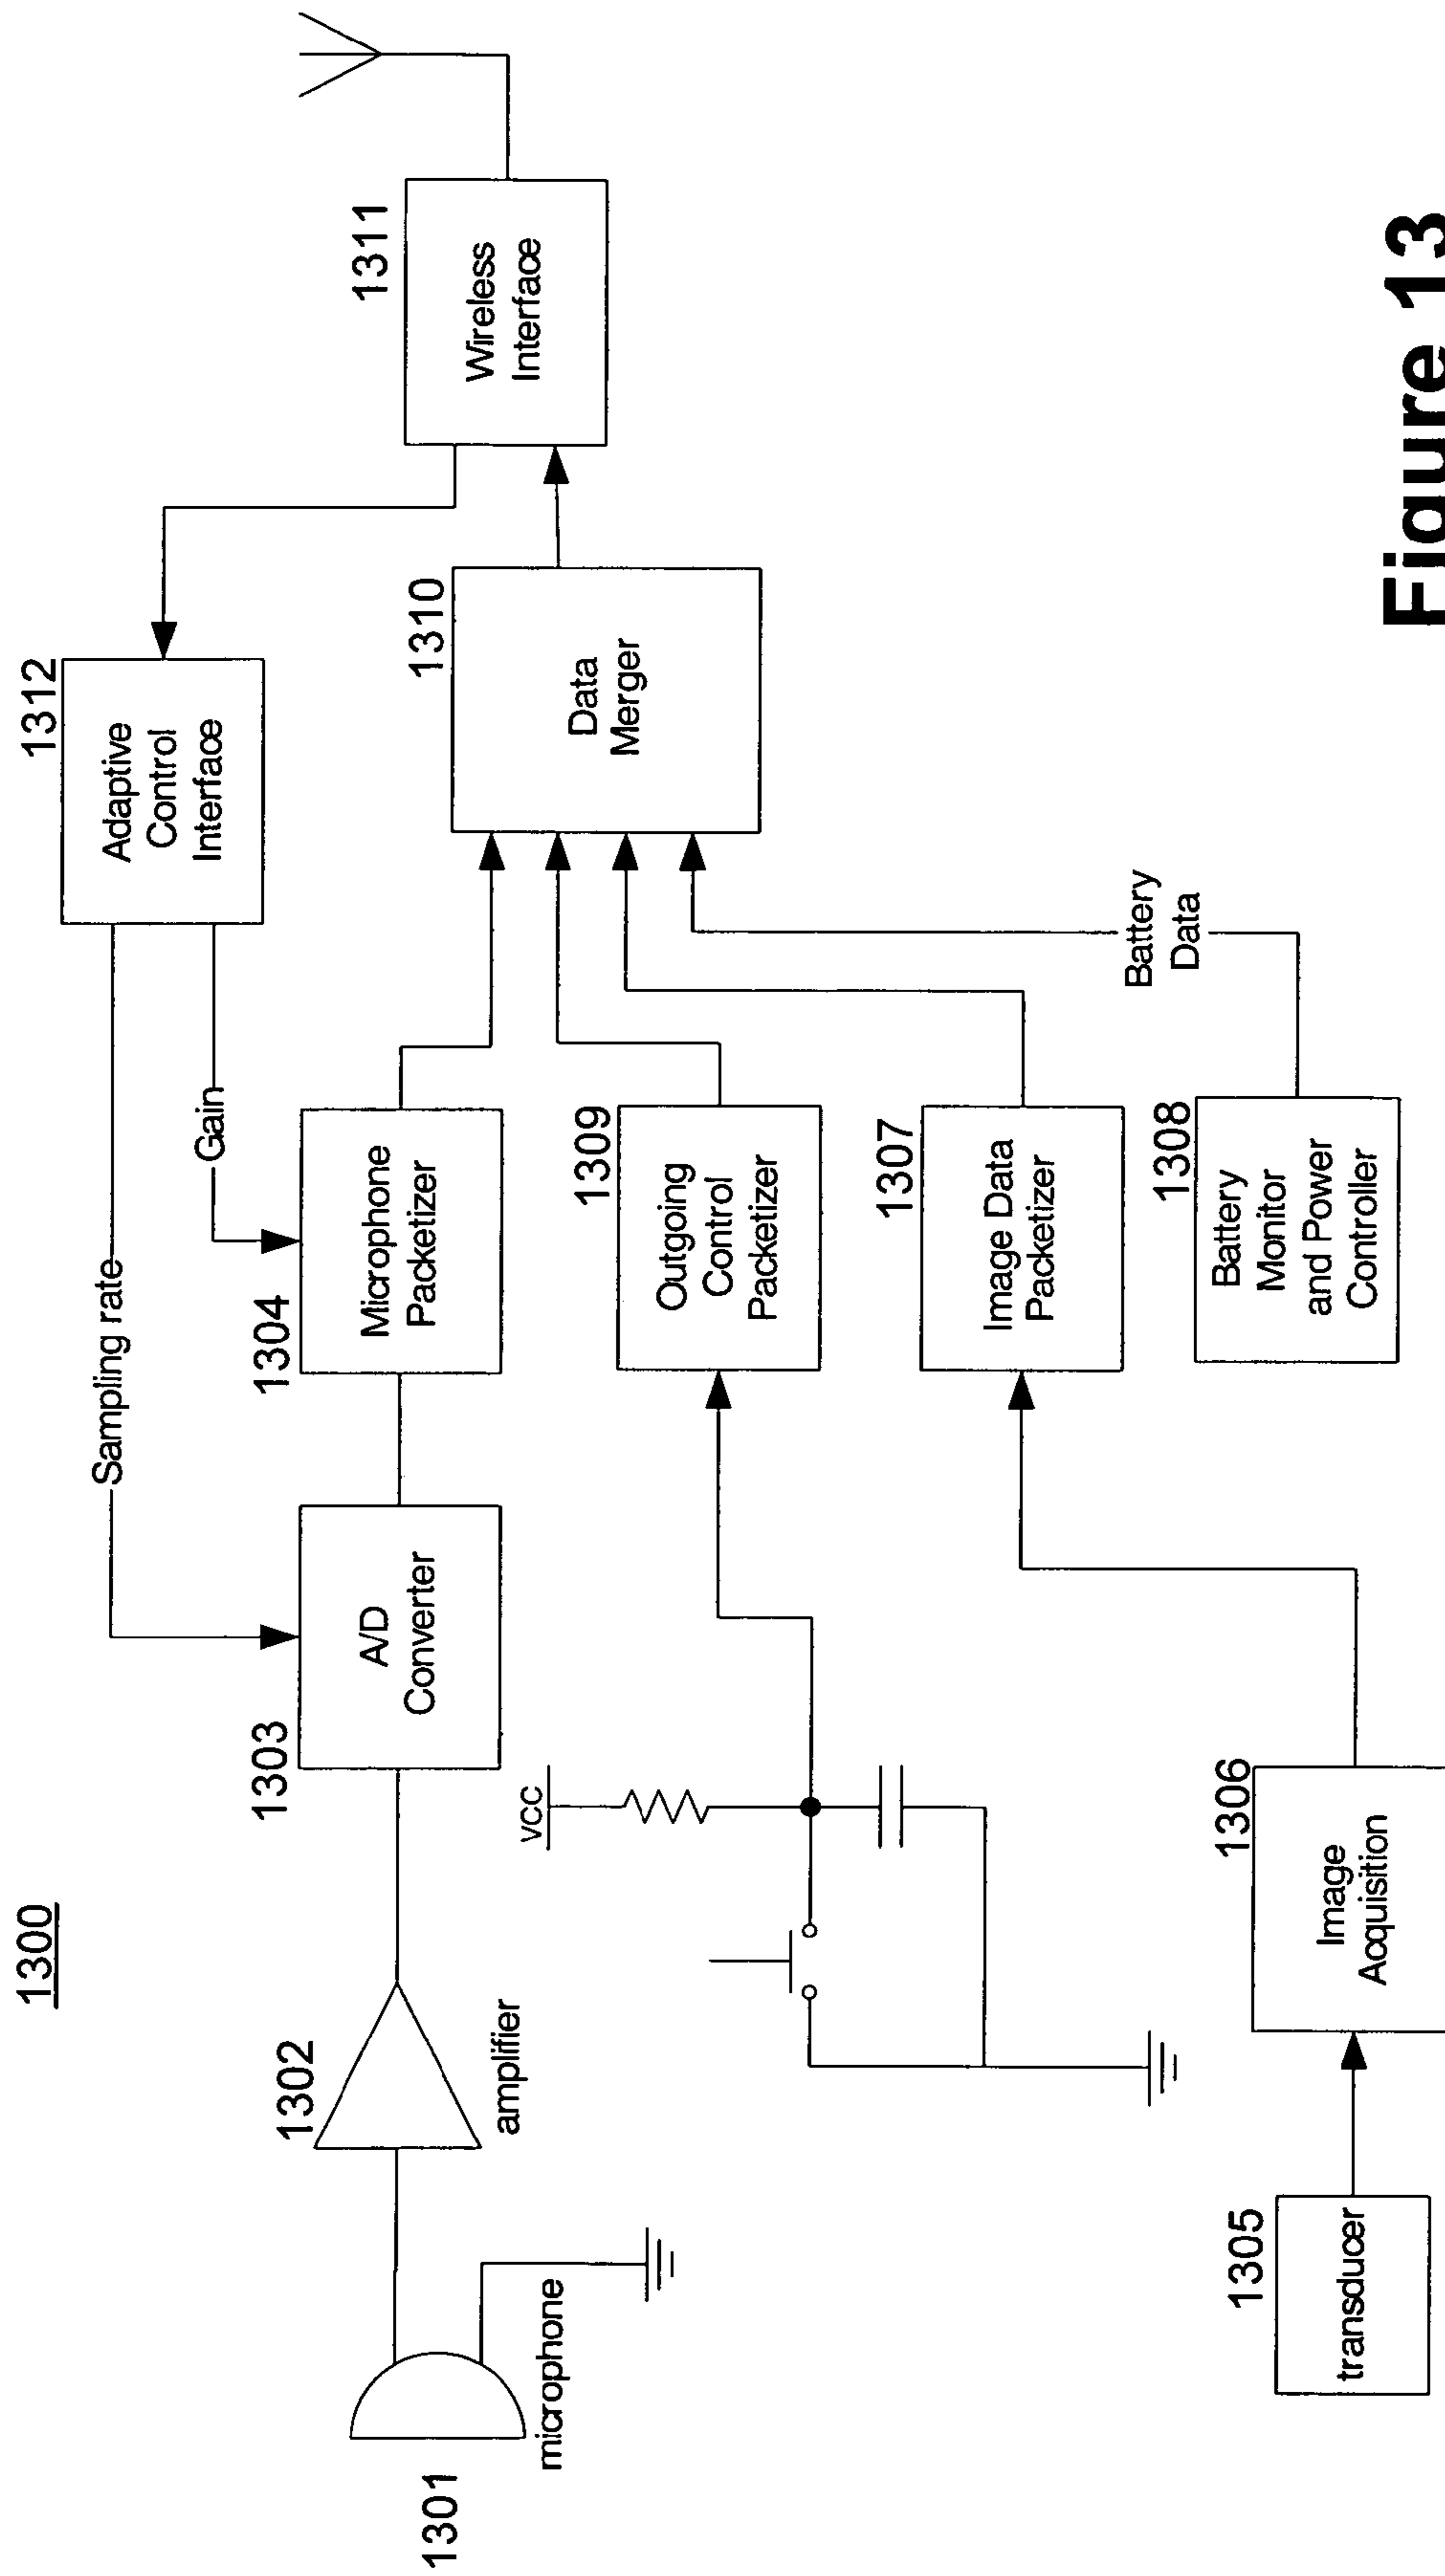 1300
1312
Adaptive
Control
Interface
Sampling rate
Gain
1311
Wireless
Interface
1301
microphone
1302
amplifier
1303
A/D
Converter
1304
Microphone
Packetizer
1310
Data
Merger
VCC
1309
Outgoing
Control
Packetizer
1307
Image Data
Packetizer
Battery
Data
1305
transducer
1306
Image
Acquisition
1308
Battery
Monitor
and Power
Controller
Figure 13